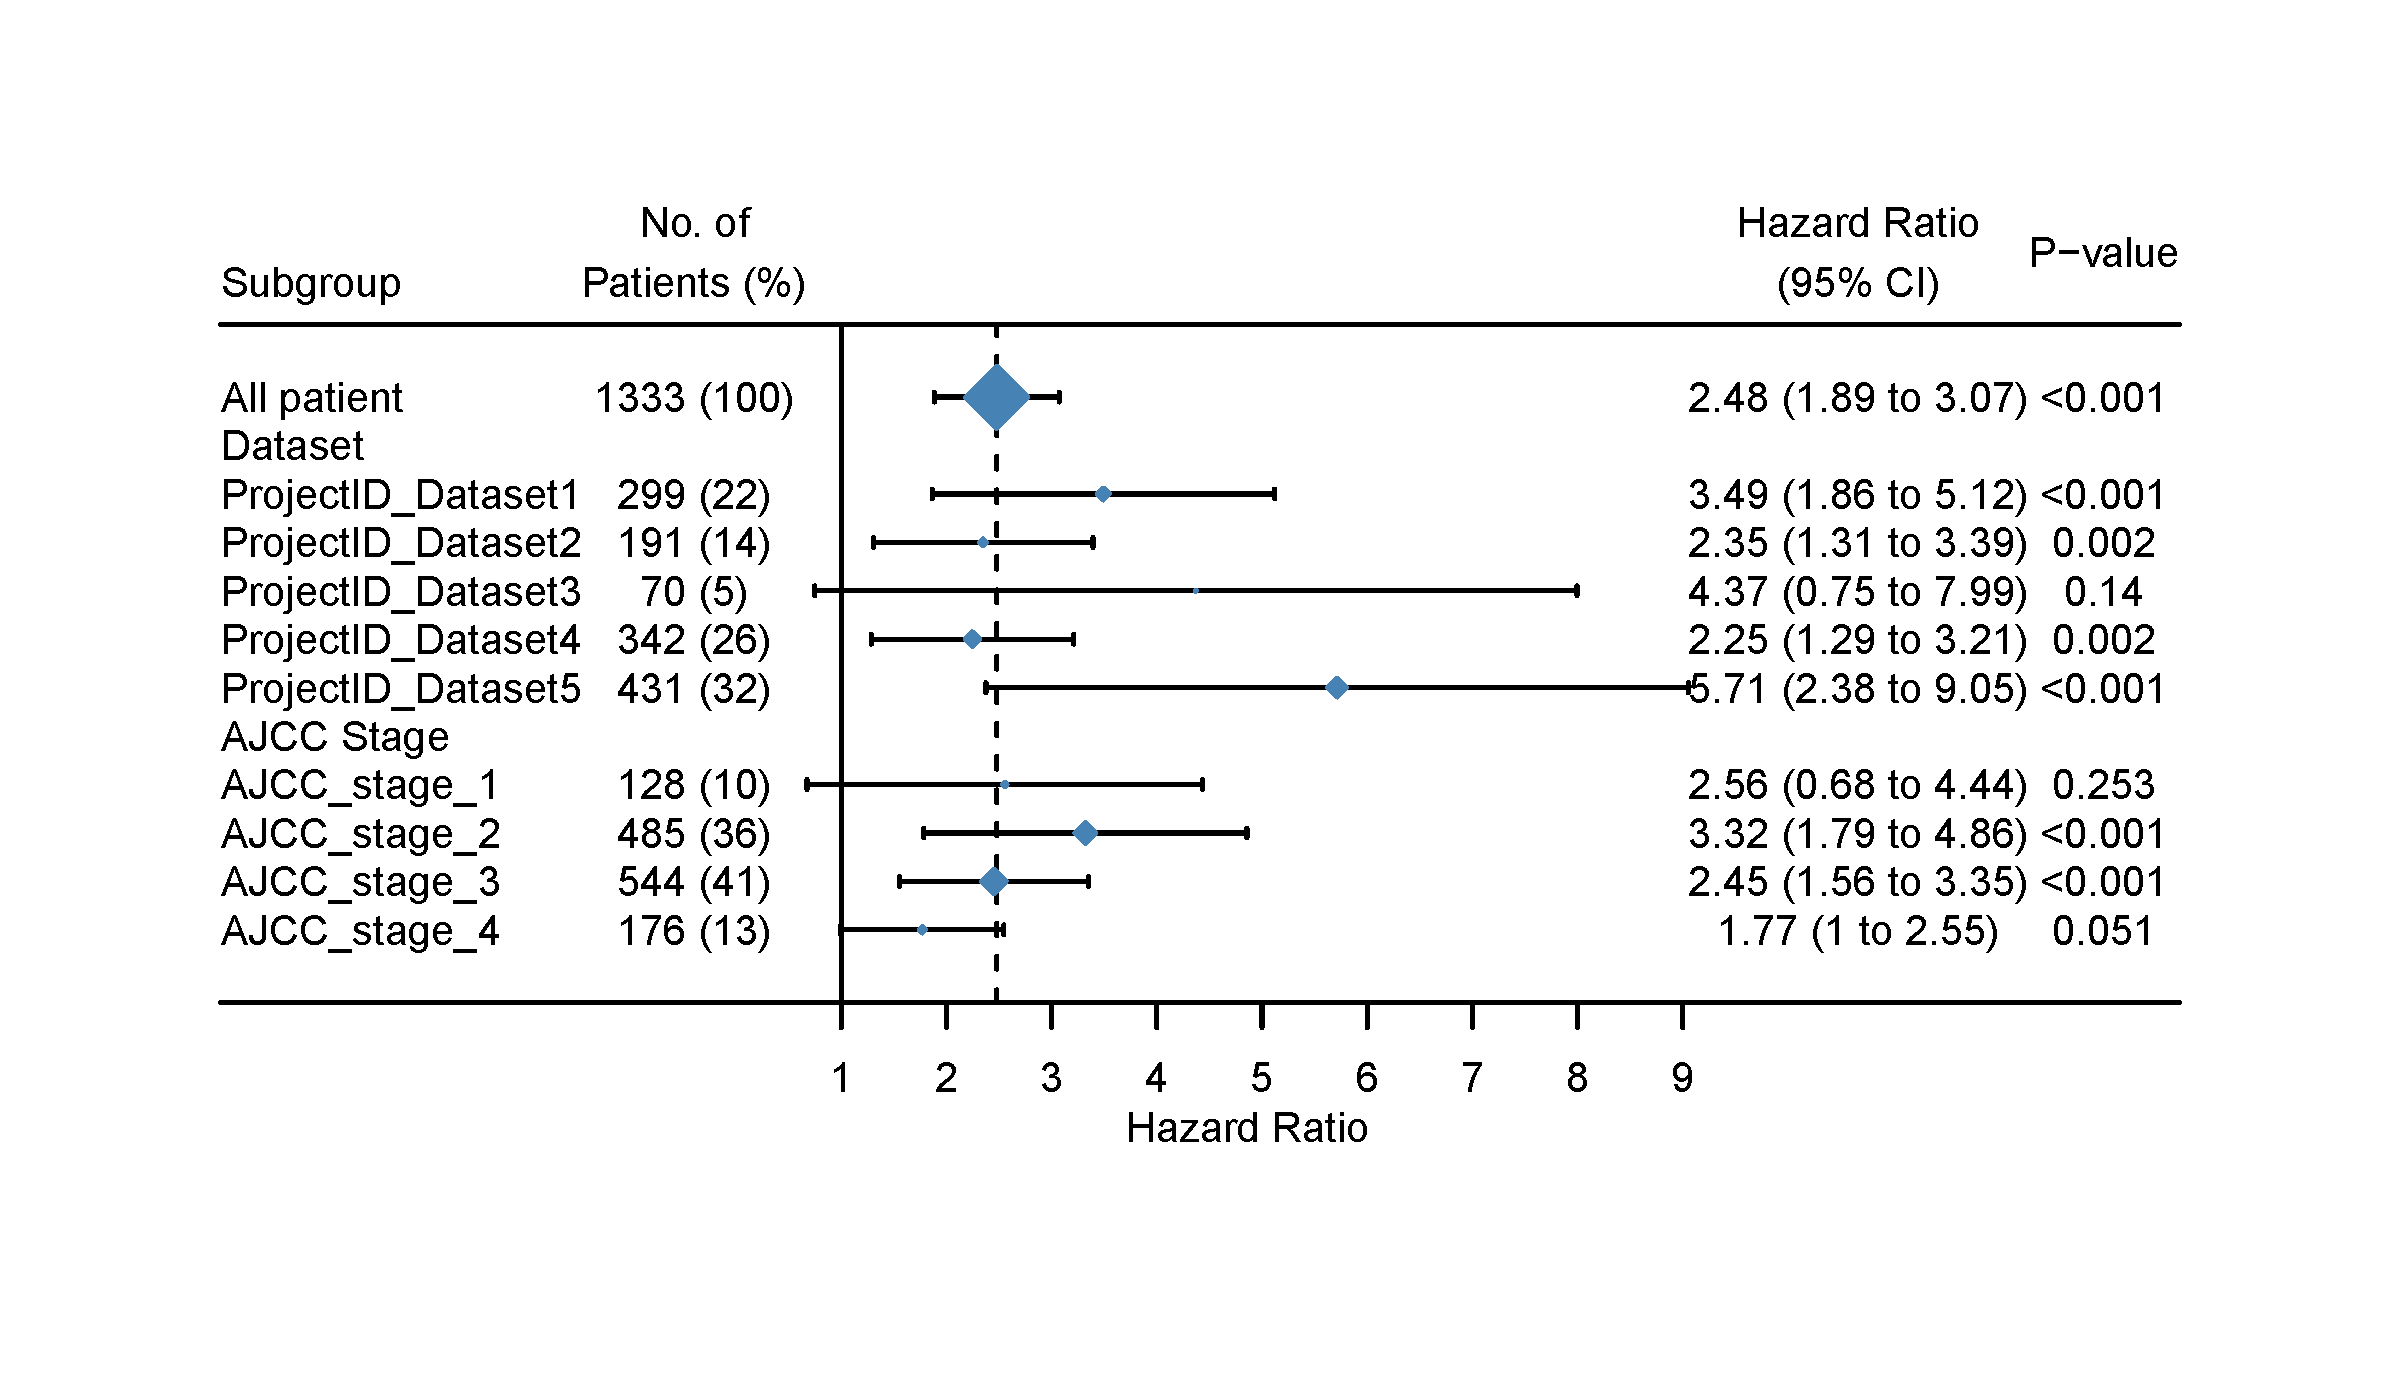 No. of
Hazard Ratio
P−value
Subgroup
Patients (%)
(95% CI)
All patient 1333 (100) 2.48 (1.89 to 3.07) <0.001
Dataset
ProjectID_Dataset1 299 (22) 3.49 (1.86 to 5.12) <0.001
ProjectID_Dataset2 191 (14) 2.35 (1.31 to 3.39) 0.002
ProjectID_Dataset3 70 (5) 4.37 (0.75 to 7.99) 0.14
ProjectID_Dataset4 342 (26) 2.25 (1.29 to 3.21) 0.002
ProjectID_Dataset5 431 (32) 5.71 (2.38 to 9.05) <0.001
AJCC Stage
AJCC_stage_1 128 (10) 2.56 (0.68 to 4.44) 0.253
AJCC_stage_2 485 (36) 3.32 (1.79 to 4.86) <0.001
AJCC_stage_3 544 (41) 2.45 (1.56 to 3.35) <0.001
AJCC_stage_4 176 (13) 1.77 (1 to 2.55) 0.051
1 2 3 4 5 6 7 8 9
Hazard Ratio